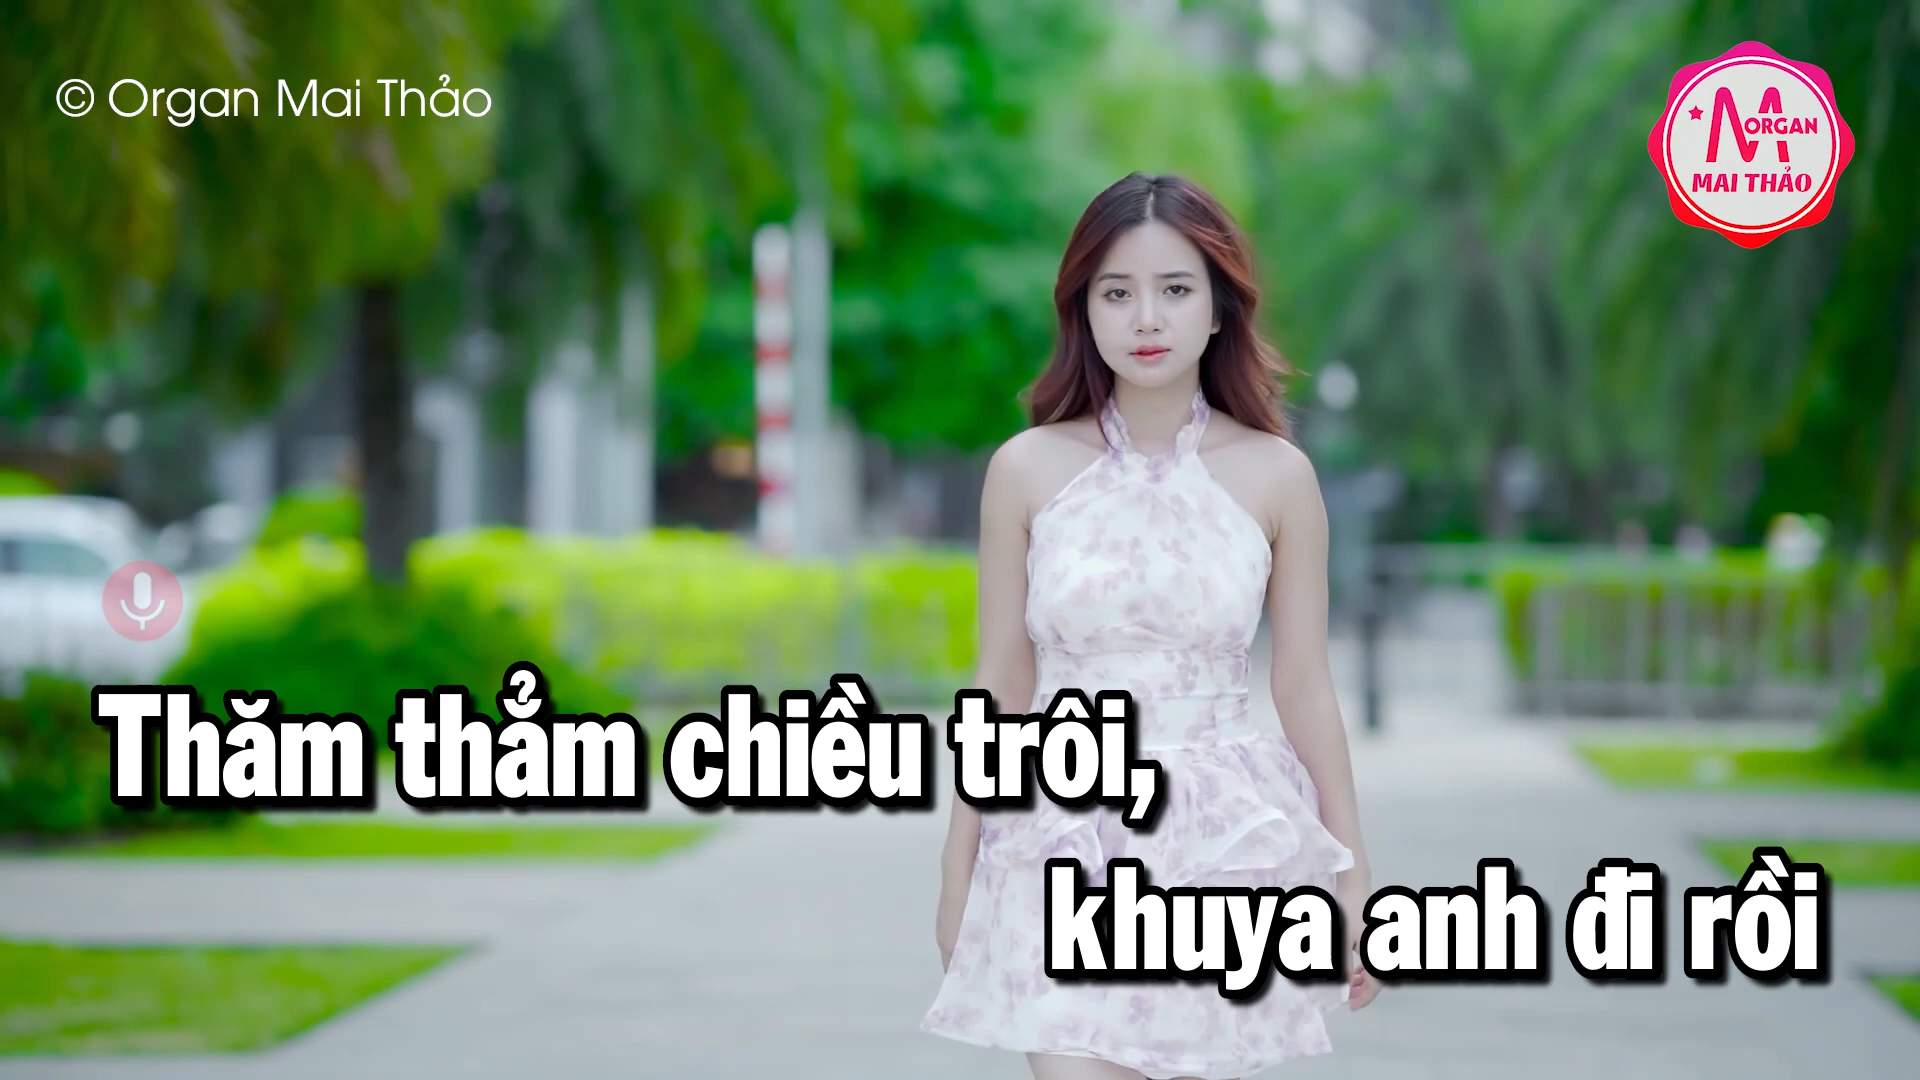 © Organ Mai Thảo
M ORGAN
MAI THẢO
Thăm thẳm chiều trôi,
khuya anh đi rồi